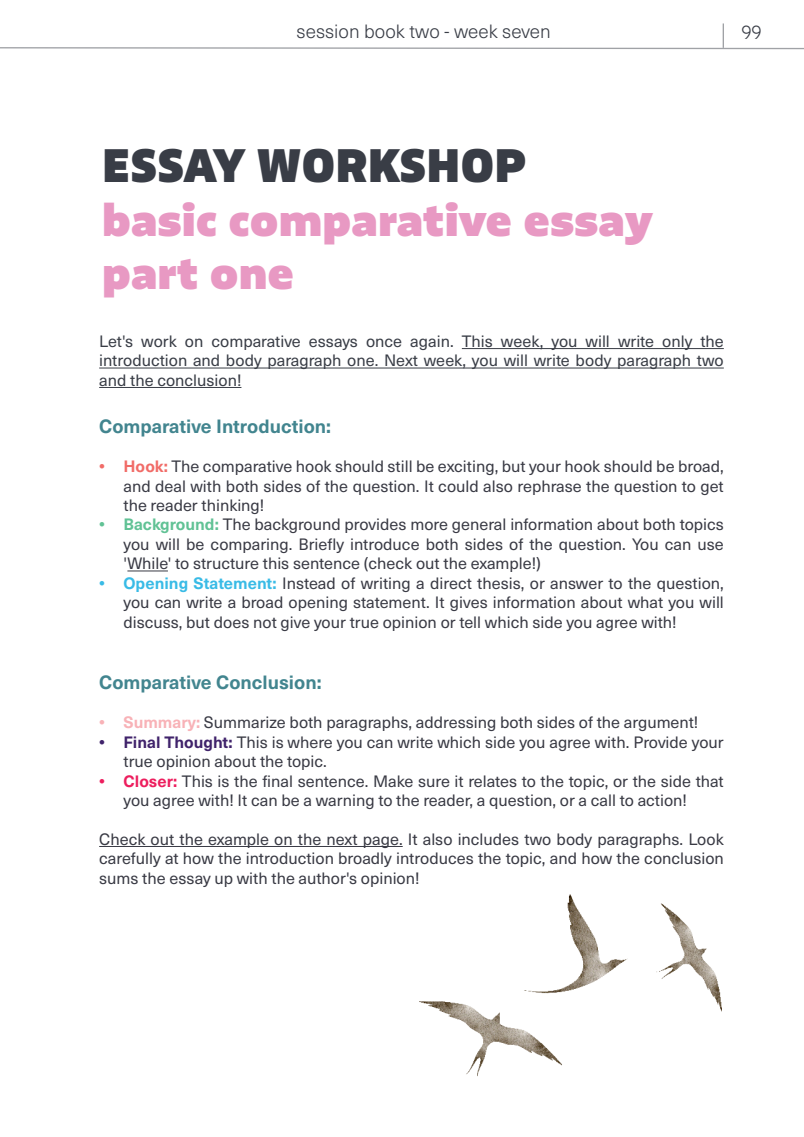 session book two - week seven
99
ESSAY WORKSHOP
basic comparative essay
part one
Let's work on comparative essays once again. This week, you will write only the
introduction and body paragraph one. Next week, you will write body paragraph two
and the conclusion!
Comparative Introduction:
• Hook: The comparative hook should still be exciting, but your hook should be broad,
and deal with both sides of the question. It could also rephrase the question to get
the reader thinking!
• Background: The background provides more general information about both topics
you will be comparing. Briefly introduce both sides of the question. You can use
'While' to structure this sentence (check out the example!)
• Opening Statement: Instead of writing a direct thesis, or answer to the question,
you can write a broad opening statement. It gives information about what you will
discuss, but does not give your true opinion or tell which side you agree with!
Comparative Conclusion:
• Summary: Summarize both paragraphs, addressing both sides of the argument!
• Final Thought: This is where you can write which side you agree with. Provide your
true opinion about the topic.
• Closer: This is the final sentence. Make sure it relates to the topic, or the side that
you agree with! It can be a warning to the reader, a question, or a call to action!
Check out the example on the next page. It also includes two body paragraphs. Look
carefully at how the introduction broadly introduces the topic, and how the conclusion
sums the essay up with the author's opinion!